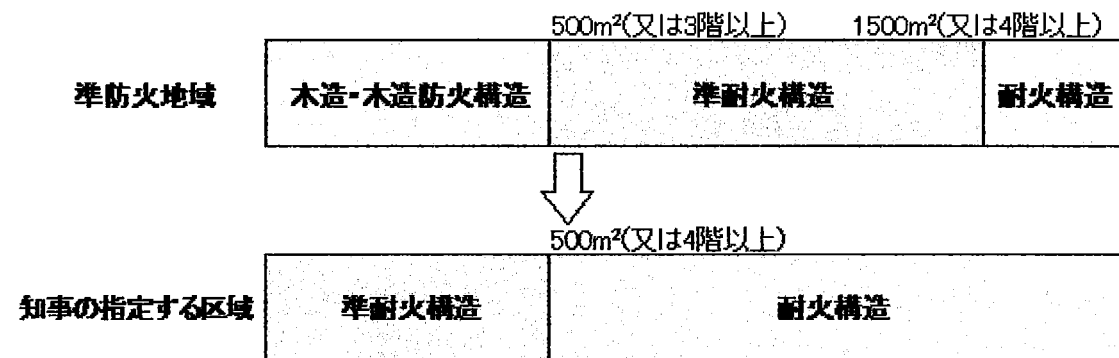 500m²(又は3階以上) 1500m²(又は4階以上)
準防火地域 木造・木造防火構造 準耐火構造 耐火構造
500m²(又は4階以上)
知事の指定する区域 準耐火構造 耐火構造